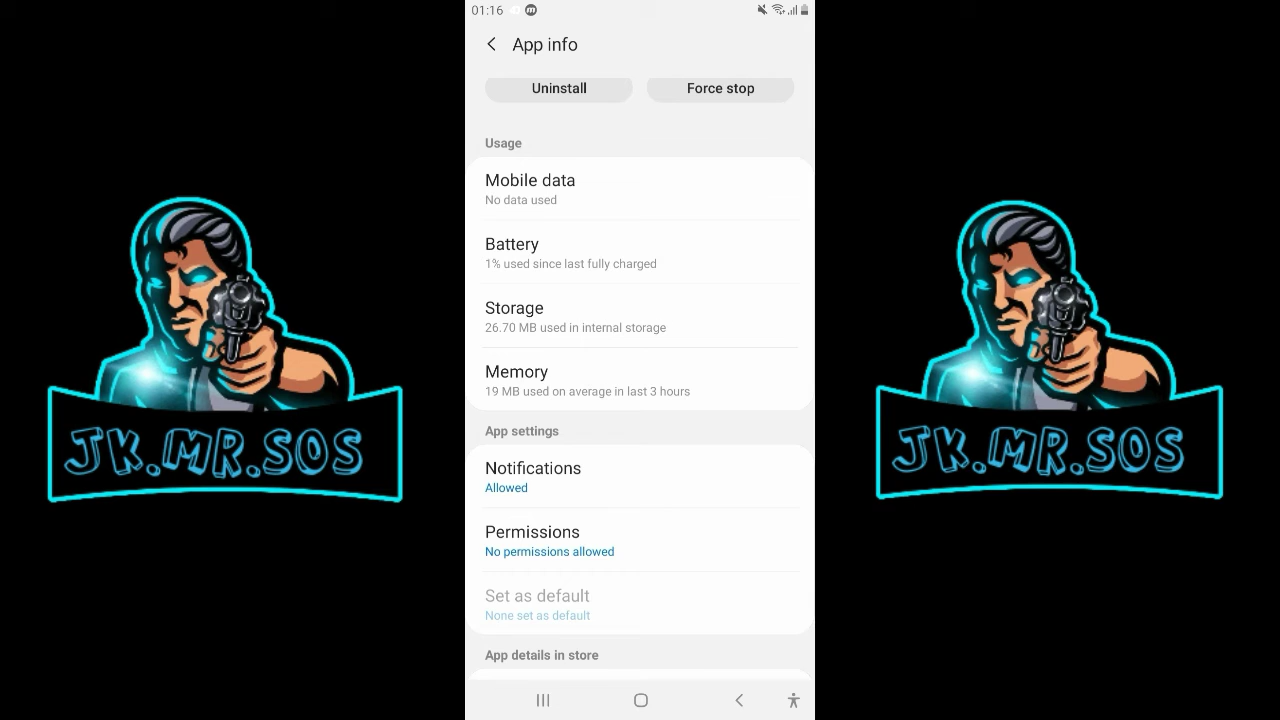 01:16
App info
Uninstall
Force stop
Usage
Mobile data
No data used
Battery
1% used since last fully charged
Storage
26.70 MB used in internal storage
Memory
19 MB used on average in last 3 hours
App settings
Notifications
Allowed
Permissions
No permissions allowed
Set as default
None set as default
App details in store
JK.MR.SOS
JK.MR.SOS